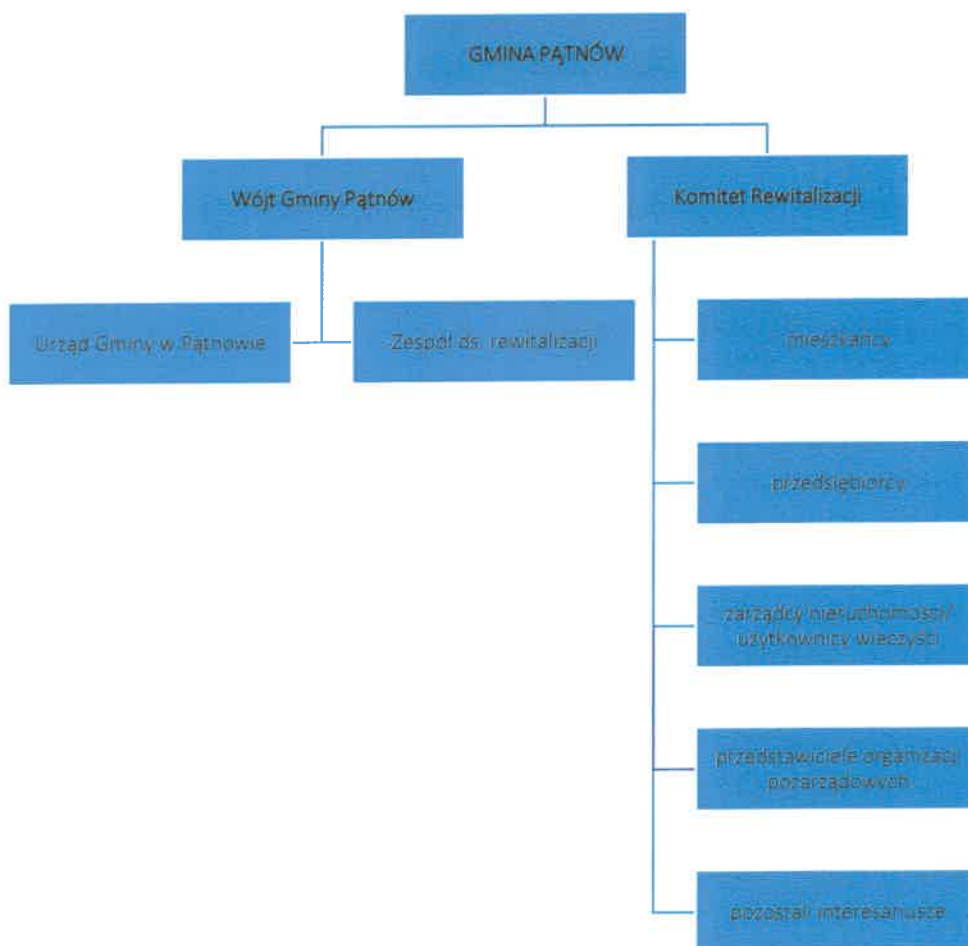 GMINA PĄTNÓW
Wójt Gminy Pątnów
Komitet Rewitalizacji
Urząd Gminy w Pątnowie
Zespół ds. rewitalizacji
mieszkańcy
przedsiębiorcy
zarządcy nieruchomości/
użytkownicy wieczyści
przedstawiciele organizacji
pozarządowych
pozostali interesariusze